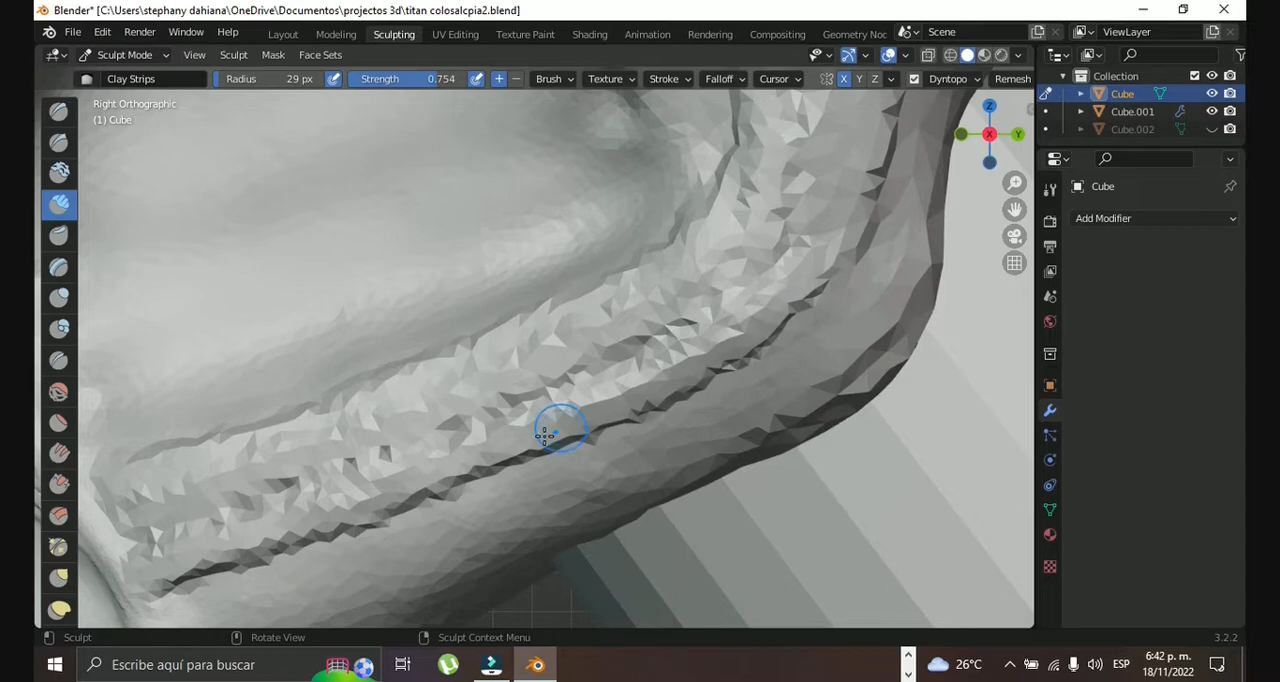 Blender* [C:\Users\stephany dahiana\OneDrive\Documentos\projectos 3d\titan colosalcpia2.blend]
File Edit Render Window Help Layout Modeling Sculpting UV Editing Texture Paint Shading Animation Rendering Compositing Geometry Noc Scene ViewLayer
Sculpt Mode View Sculpt Mask Face Sets
Clay Strips Radius 29 px Strength 0.754 Brush Texture Stroke Falloff Cursor X Y Z Dyntopo Remesh
Collection
Cube
Cube.001
Cube.002
Right Orthographic
(1) Cube
Z
X
Y
Cube
Add Modifier
Sculpt Rotate View Sculpt Context Menu 3.2.2
Escribe aquí para buscar 26°C ESP 6:42 p. m.
18/11/2022